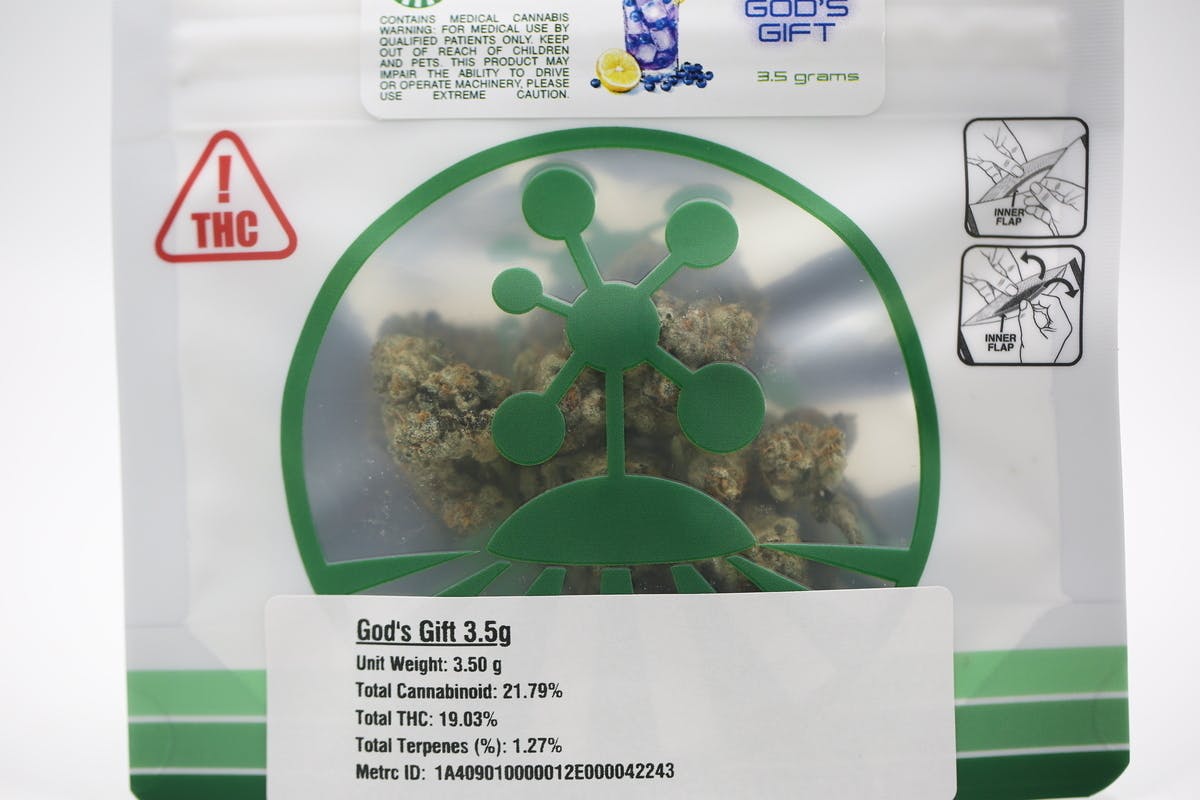 CONTAINS MEDICAL CANNABIS
WARNING: FOR MEDICAL USE BY
QUALIFIED PATIENTS ONLY. KEEP
OUT OF REACH OF CHILDREN
AND PETS. THIS PRODUCT MAY
IMPAIR THE ABILITY TO DRIVE
OR OPERATE MACHINERY, PLEASE
USE EXTREME CAUTION.
GOD'S
GIFT
3.5 grams
!
THC
INNER
FLAP
INNER
FLAP
God's Gift 3.5g
Unit Weight: 3.50 g
Total Cannabinoid: 21.79%
Total THC: 19.03%
Total Terpenes (%): 1.27%
Metrc ID: 1A409010000012E000042243